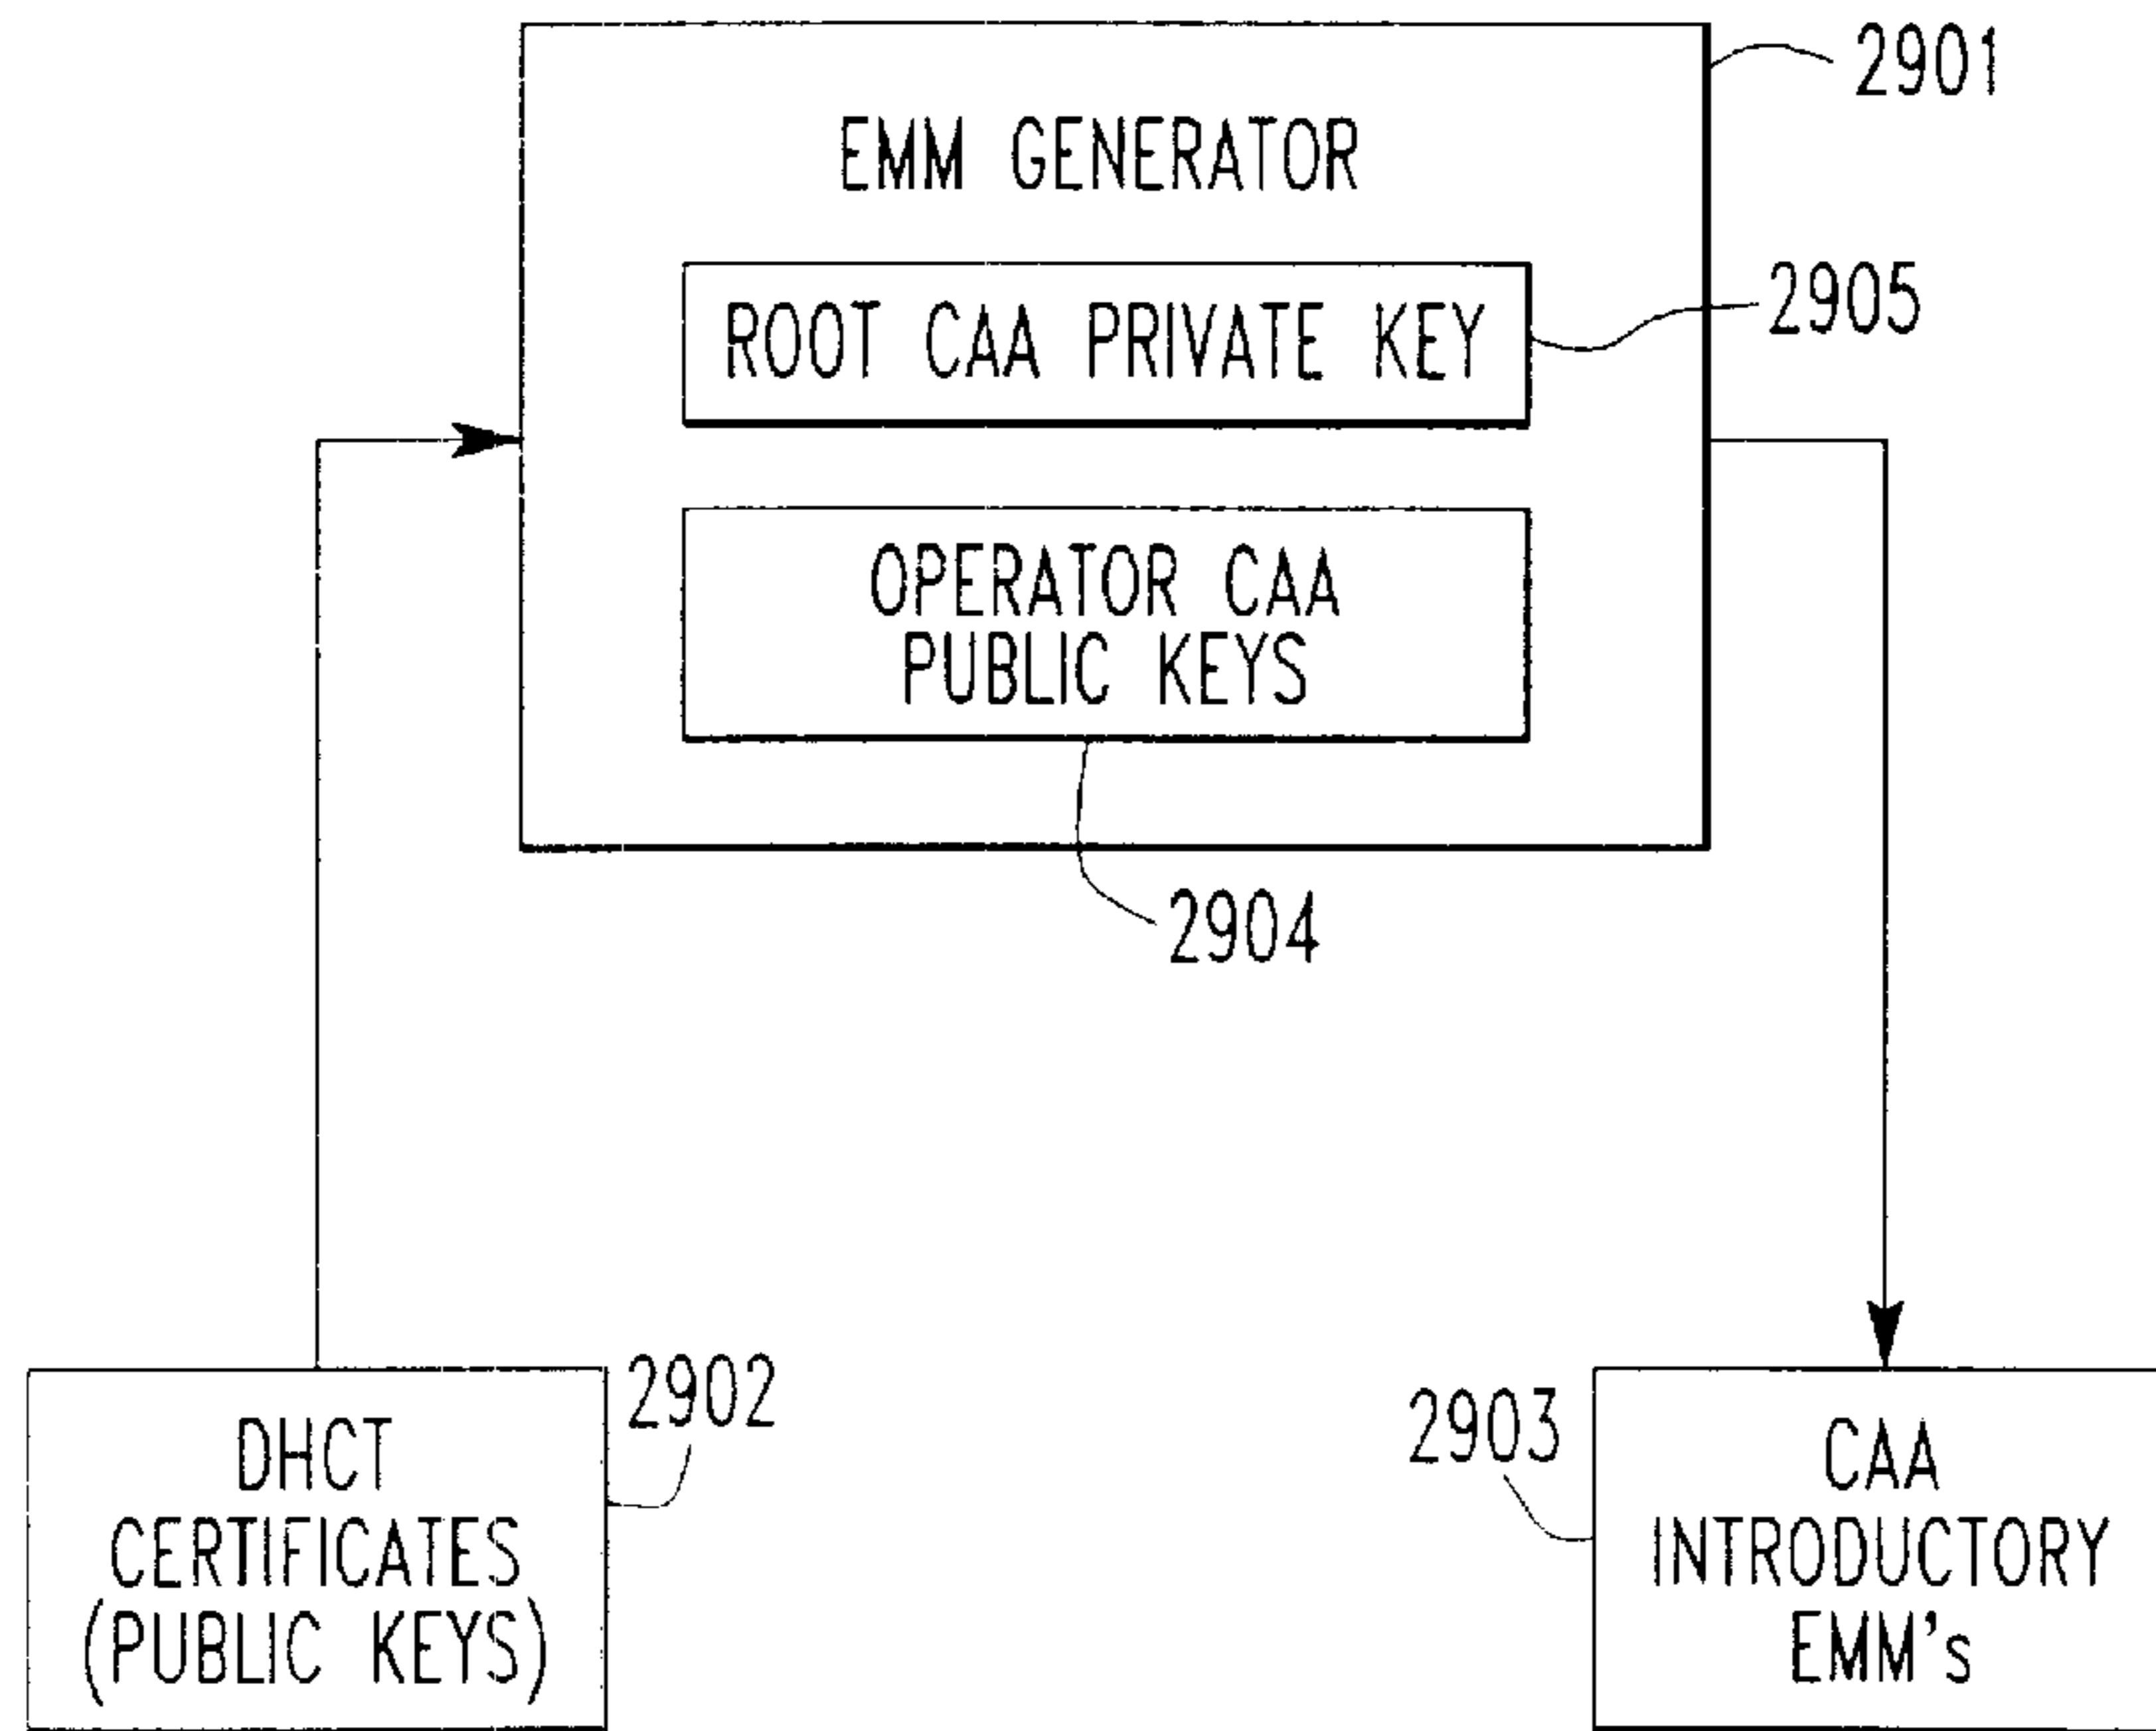 2901
EMM GENERATOR
ROOT CAA PRIVATE KEY
2905
OPERATOR CAA
PUBLIC KEYS
2904
DHCT
CERTIFICATES
(PUBLIC KEYS)
2902
2903
CAA
INTRODUCTORY
EMM's